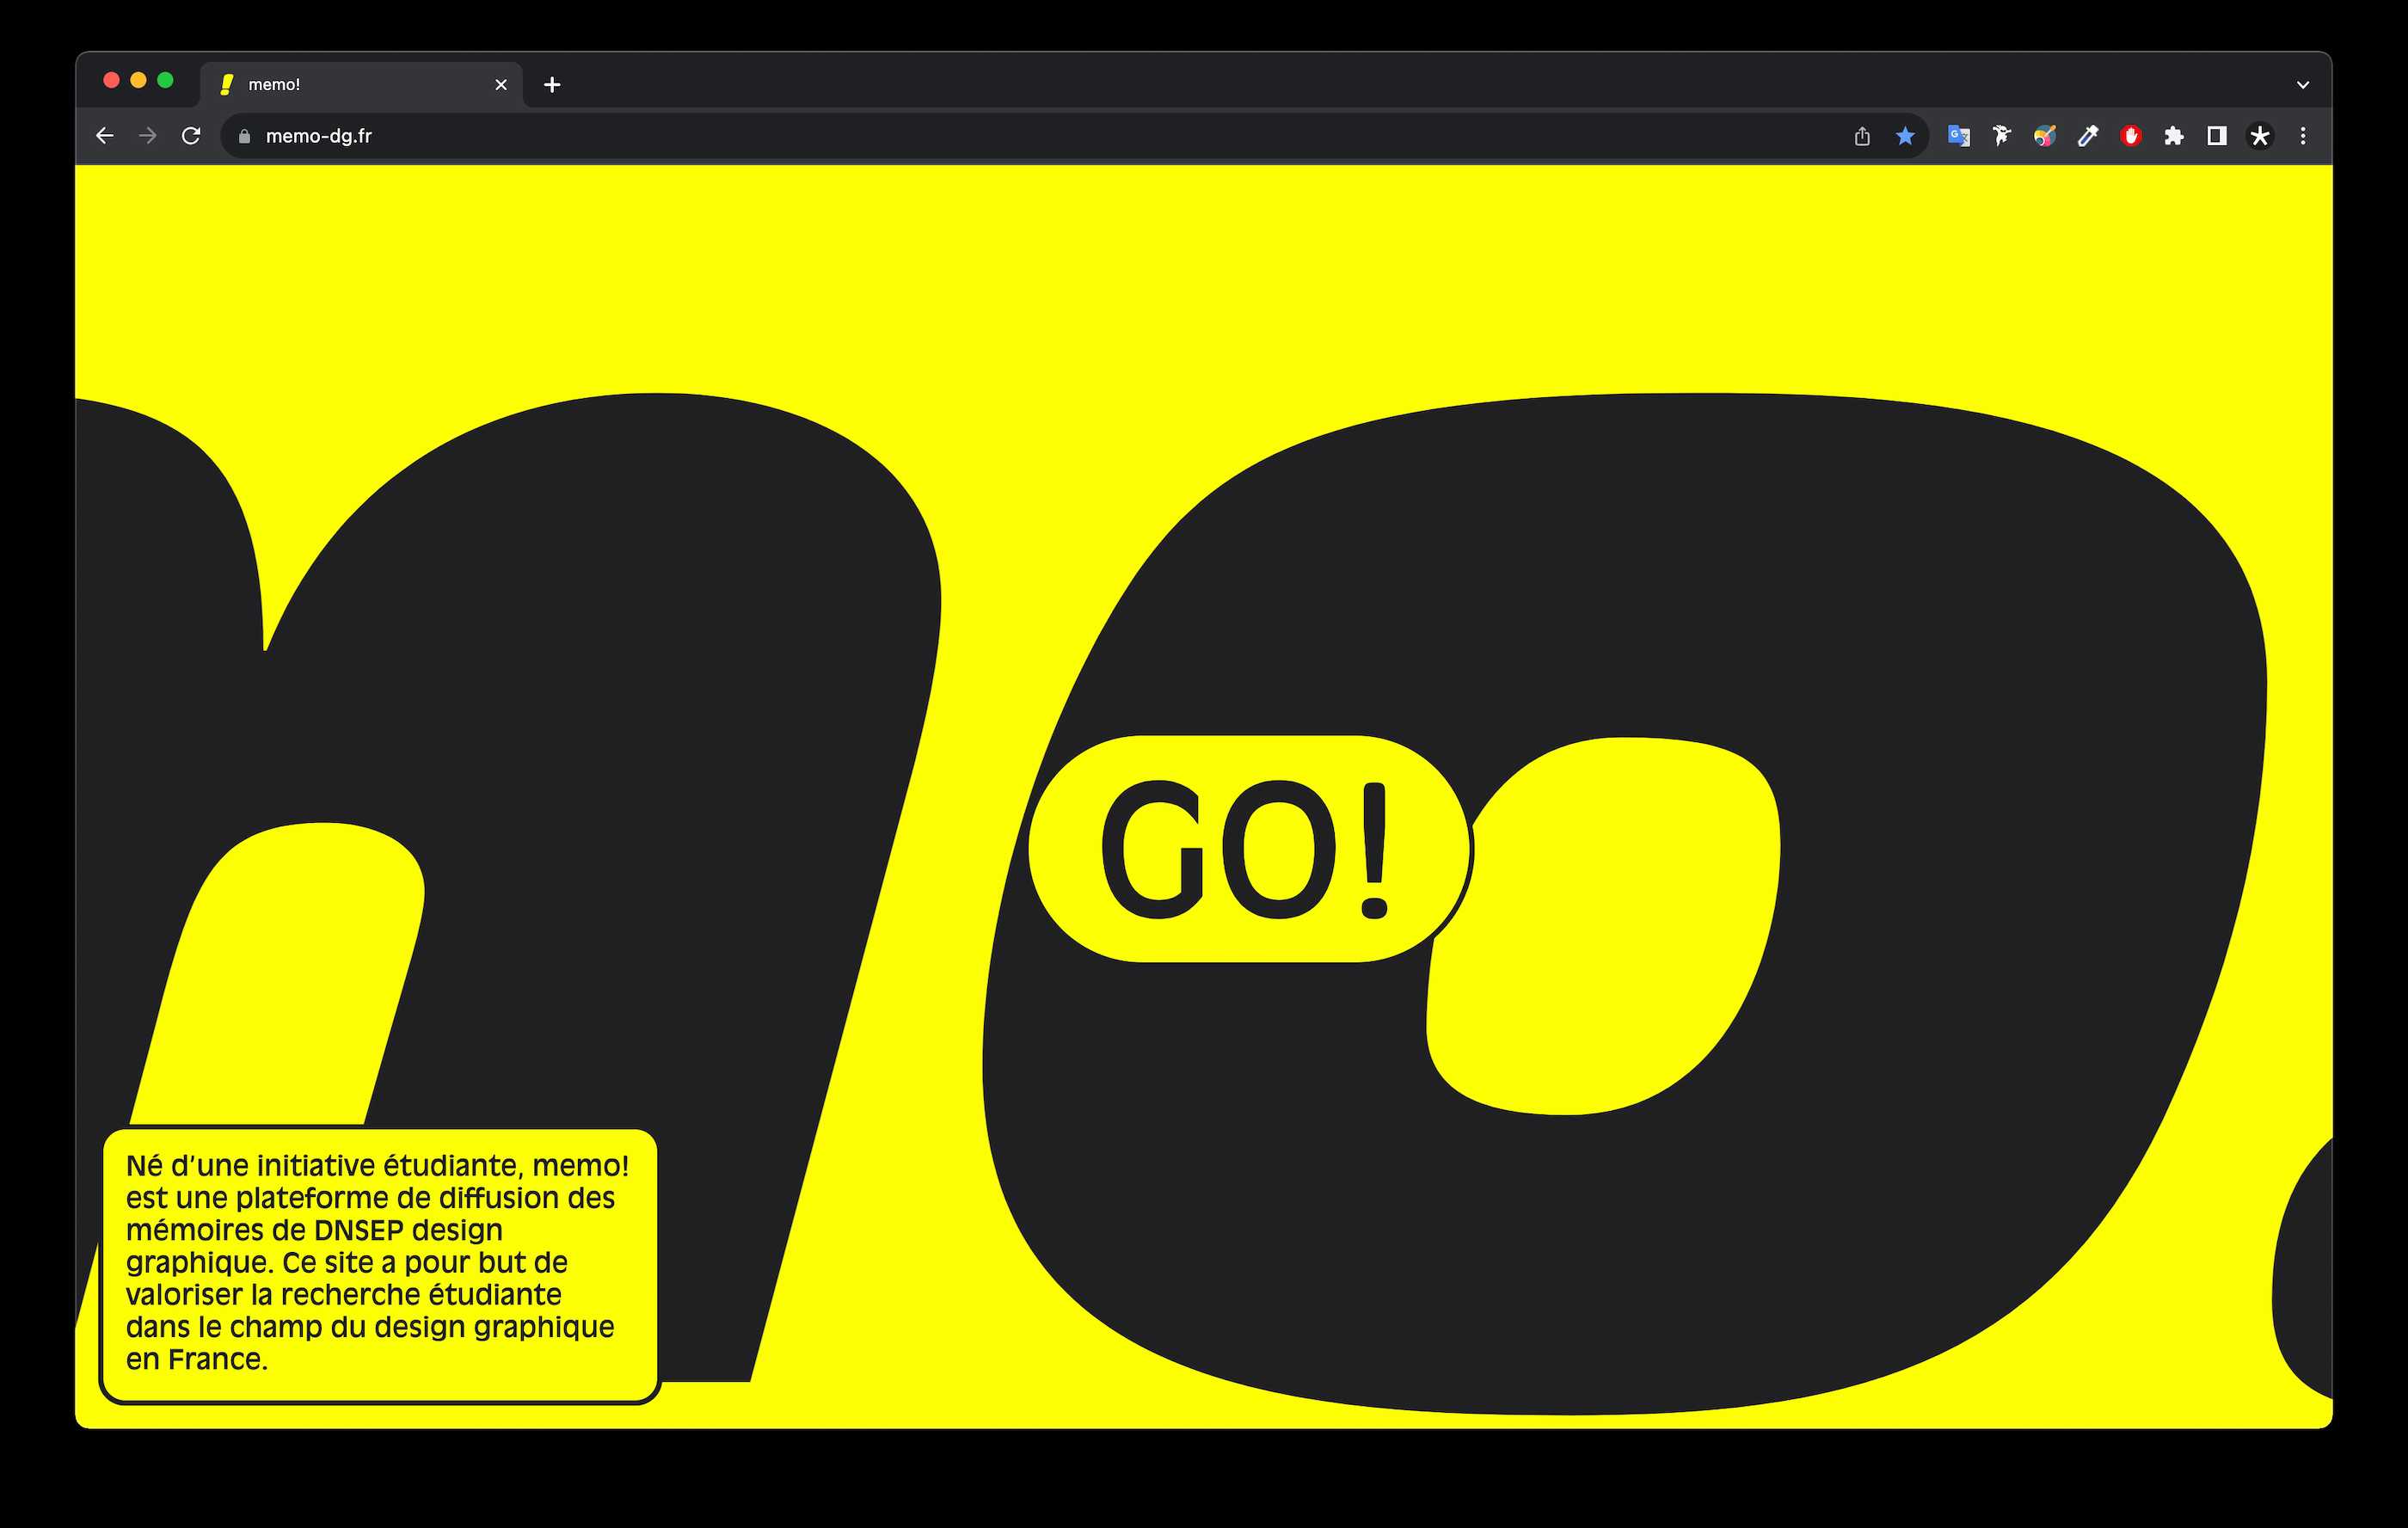 memo!
memo-dg.fr
mo!
GO!
Né d’une initiative étudiante, memo!
est une plateforme de diffusion des
mémoires de DNSEP design
graphique. Ce site a pour but de
valoriser la recherche étudiante
dans le champ du design graphique
en France.